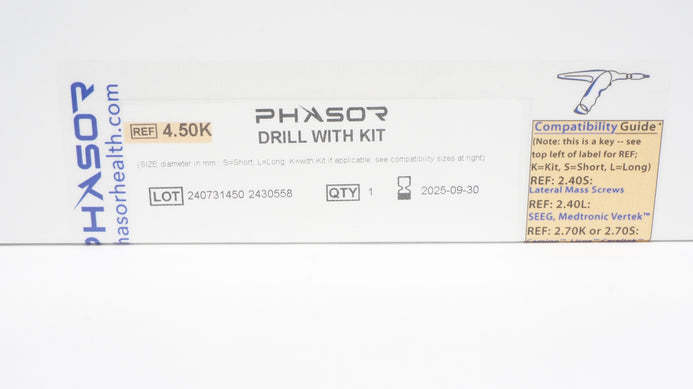 PHASOR
hasorhealth.com
REF 4.50K
PHASOR
DRILL WITH KIT
(SIZE diameter in mm ; S=Short, L=Long, K=with Kit if applicable, see compatibility sizes at right)
LOT 240731450 2430558
QTY 1
2025-09-30
Compatibility Guide*
(Note: this is a key -- see
top left of label for REF;
K=Kit, S=Short, L=Long)
REF: 2.40S:
Lateral Mass Screws
REF: 2.40L:
SEEG, Medtronic Vertek™
REF: 2.70K or 2.70S: